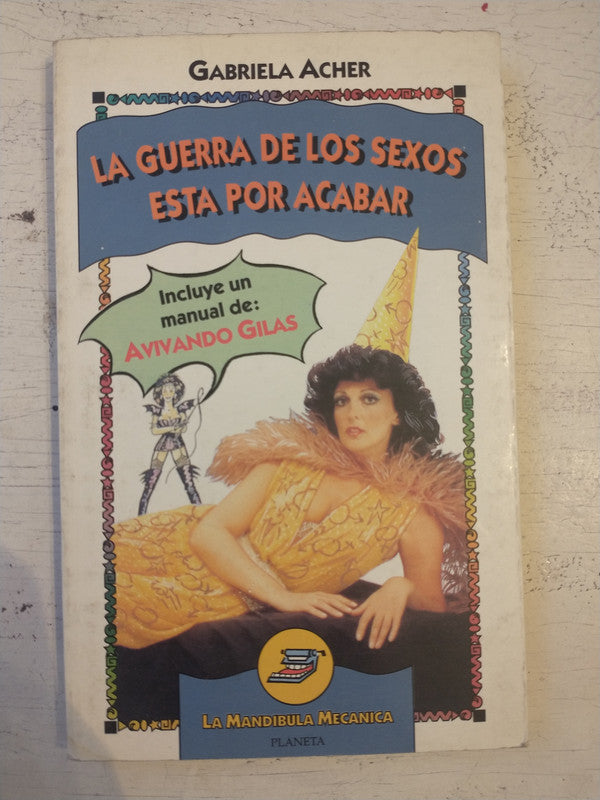 GABRIELA ACHER
LA GUERRA DE LOS SEXOS
ESTA POR ACABAR
Incluye un
manual de:
AVIVANDO GILAS
LA MANDIBULA MECANICA
PLANETA